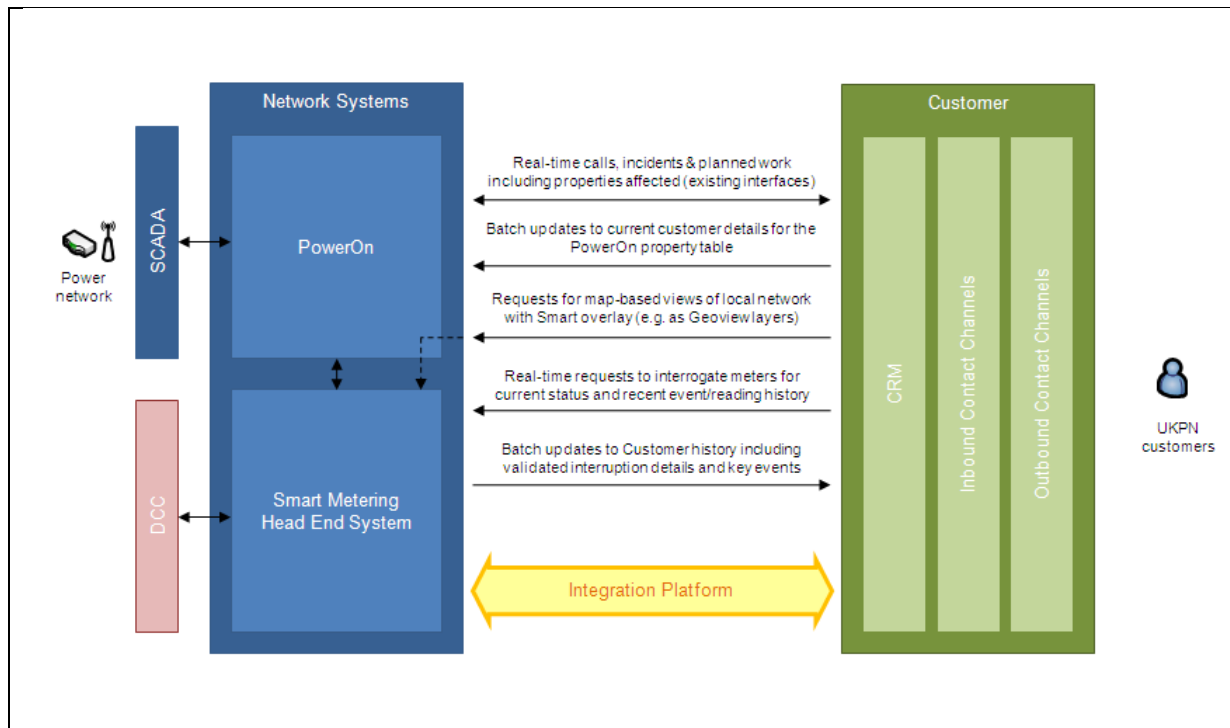 Network Systems
Customer
SCADA
PowerOn
Power
network
Real-time calls, incidents & planned work
including properties affected (existing interfaces)
Batch updates to current customer details for the
PowerOn property table
Requests for map-based views of local network
with Smart overlay (e.g. as Geoview layers)
Real-time requests to interrogate meters for
current status and recent event/reading history
Batch updates to Customer history including
validated interruption details and key events
DCC
Smart Metering
Head End System
Integration Platform
CRM
Inbound Contact Channels
Outbound Contact Channels
UKPN
customers